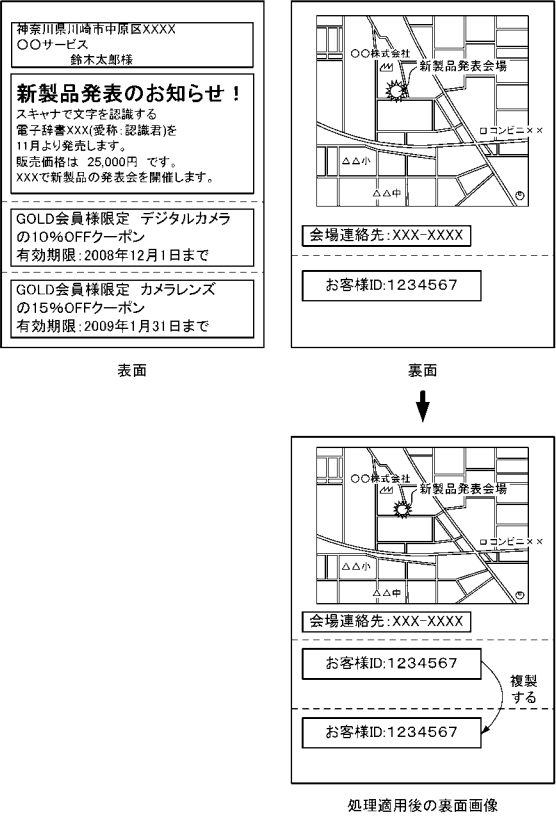 神奈川県川崎市中原区XXXX
〇〇サービス
鈴木太郎様
新製品発表のお知らせ！
スキャナで文字を認識する
電子辞書XXX(愛称：認識君)を
11月より発売します。
販売価格は 25,000円 です。
XXXで新製品の発表会を開催します。
GOLD会員様限定 デジタルカメラ
の10%OFFクーポン
有効期限：2008年12月1日まで
GOLD会員様限定 カメラレンズ
の15%OFFクーポン
有効期限：2009年1月31日まで
表面
〇〇株式会社
新製品発表会場
ロコンビニ××
△△小
△△中
会場連絡先：XXX-XXXX
お客様ID:1234567
裏面
〇〇株式会社
新製品発表会場
ロコンビニ××
△△小
△△中
会場連絡先：XXX-XXXX
お客様ID:1234567
複製
する
お客様ID:1234567
処理適用後の裏面画像